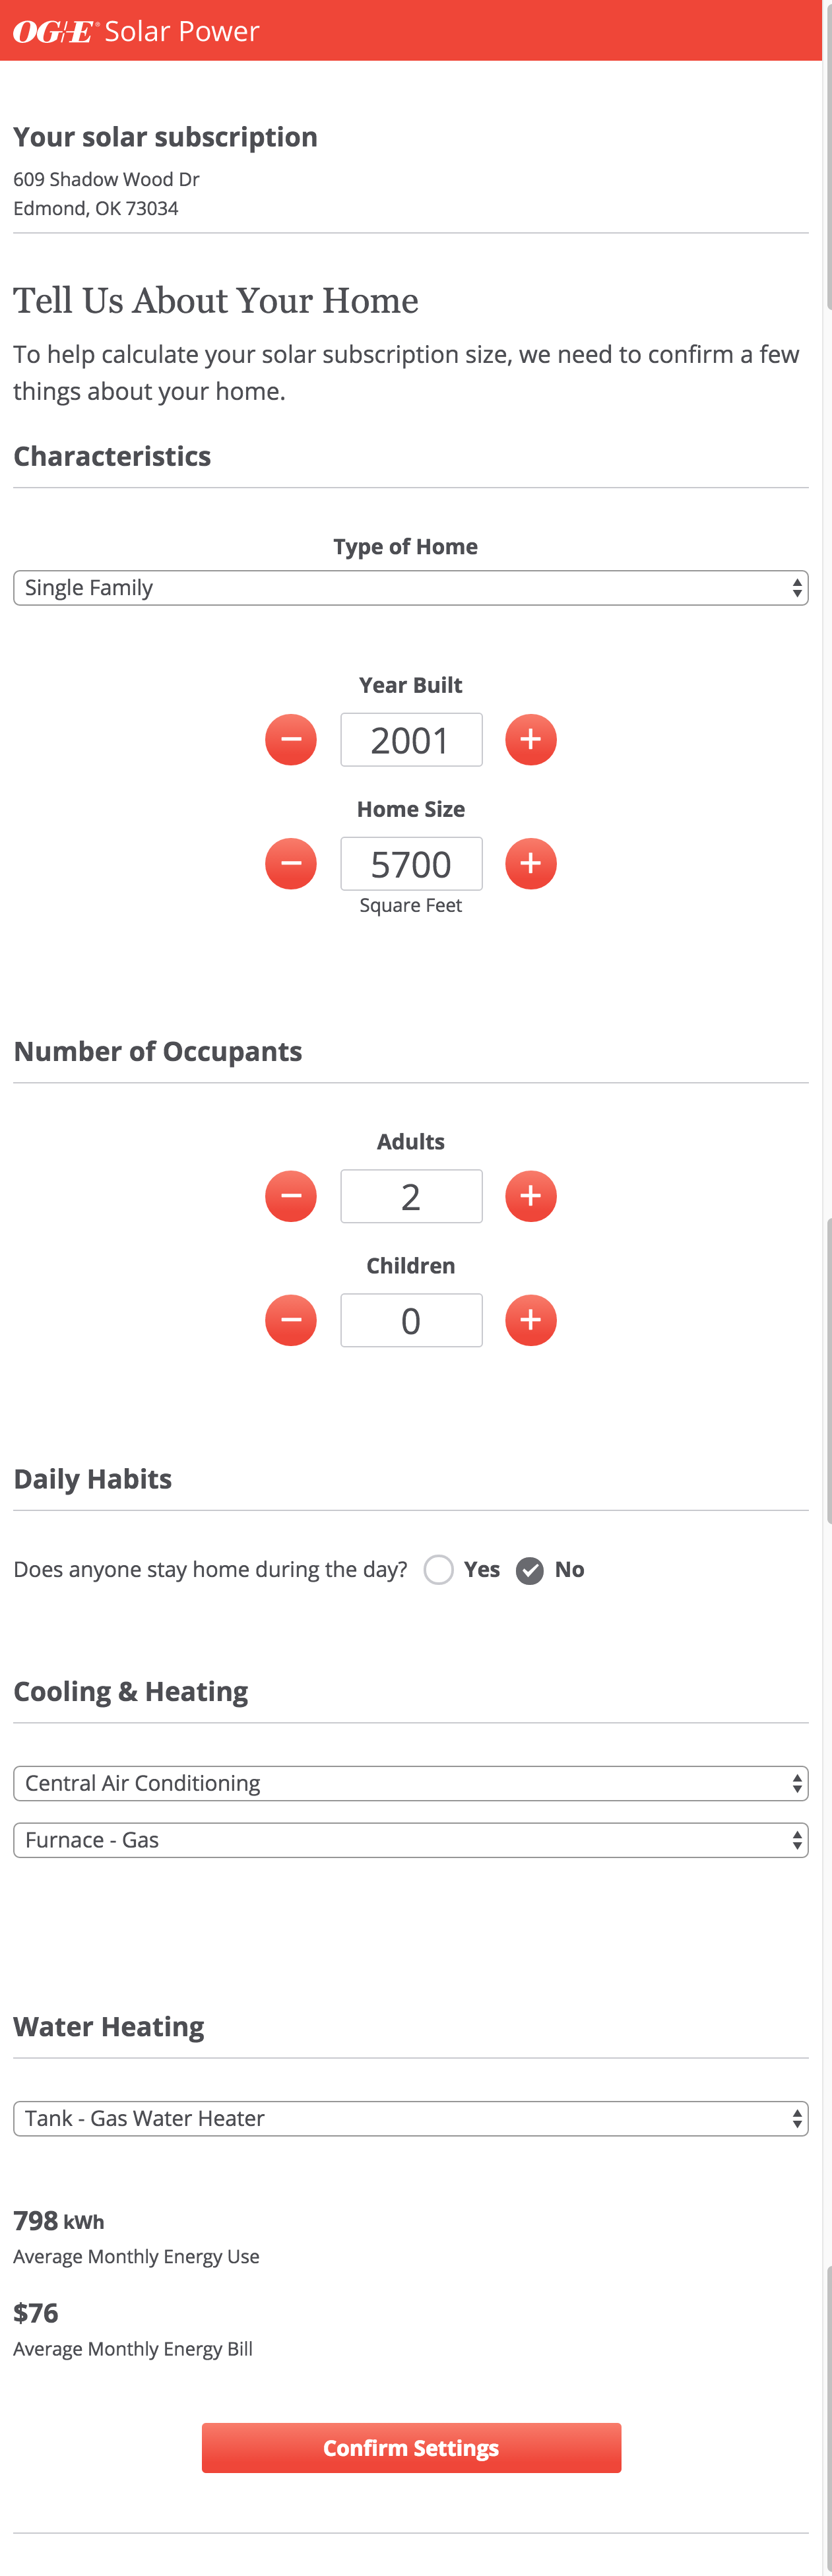 OG+E® Solar Power
Your solar subscription
609 Shadow Wood Dr
Edmond, OK 73034
Tell Us About Your Home
To help calculate your solar subscription size, we need to confirm a few
things about your home.
Characteristics
Type of Home
Single Family
Year Built
2001
Home Size
5700
Square Feet
Number of Occupants
Adults
2
Children
0
Daily Habits
Does anyone stay home during the day? Yes No
Cooling & Heating
Central Air Conditioning
Furnace - Gas
Water Heating
Tank - Gas Water Heater
798 kWh
Average Monthly Energy Use
$76
Average Monthly Energy Bill
Confirm Settings